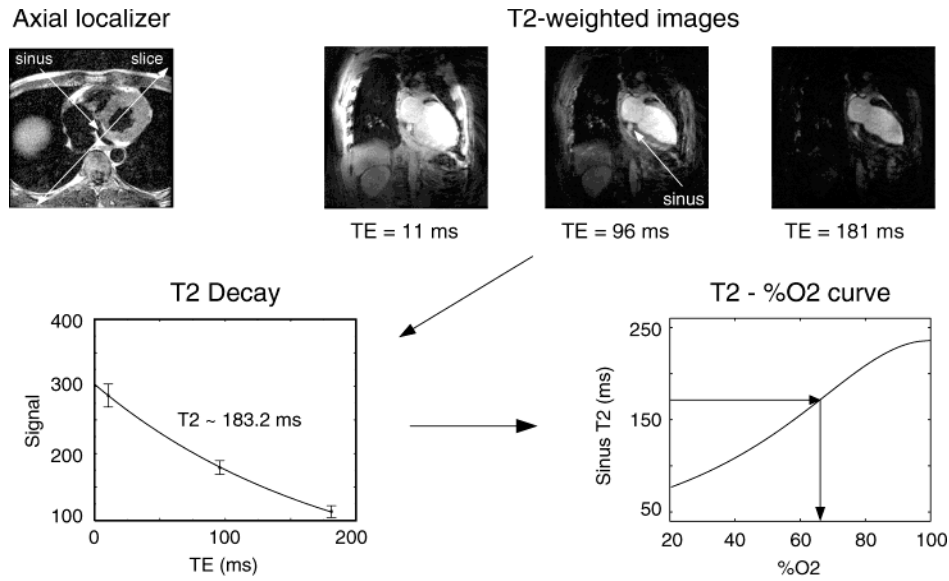 Axial localizer
T2-weighted images
sinus slice
sinus
TE = 11 ms
TE = 96 ms
TE = 181 ms
T2 Decay
400
300
200
100
Signal
T2 ~ 183.2 ms
0 100 200
TE (ms)
T2 - %O2 curve
250
150
50
Sinus T2 (ms)
20 40 60 80 100
%O2